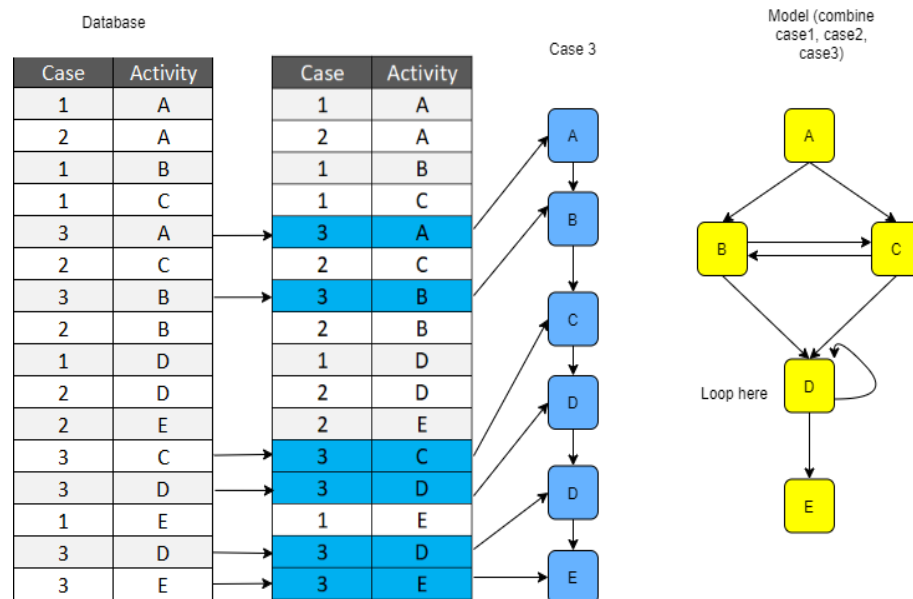 Database
Case Activity
1 A
2 A
1 B
1 C
3 A
2 C
3 B
2 B
1 D
2 D
2 E
3 C
3 D
1 E
3 D
3 E
Case Activity
1 A
2 A
1 B
1 C
3 A
2 C
3 B
2 B
1 D
2 D
2 E
3 C
3 D
1 E
3 D
3 E
Case 3
A
B
C
D
D
E
Model (combine
case1, case2,
case3)
A
B C
Loop here D
E